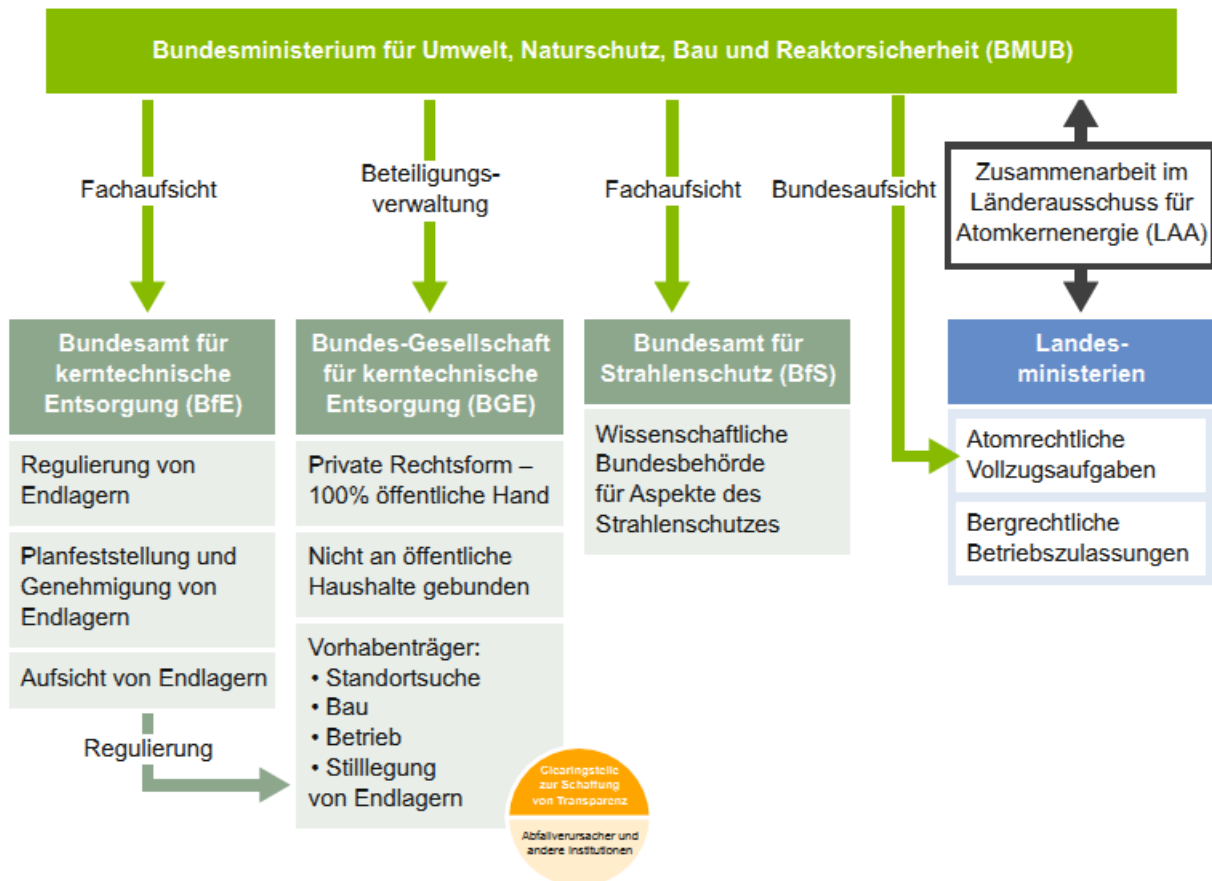 Bundesministerium für Umwelt, Naturschutz, Bau und Reaktorsicherheit (BMUB)
Fachaufsicht
Beteiligungs-
verwaltung
Fachaufsicht
Bundesaufsicht
Zusammenarbeit im
Länderausschuss für
Atomkernenergie (LAA)
Bundesamt für
kerntechnische
Entsorgung (BfE)
Regulierung von
Endlagern
Planfeststellung und
Genehmigung von
Endlagern
Aufsicht von Endlagern
Regulierung
Bundes-Gesellschaft
für kerntechnische
Entsorgung (BGE)
Private Rechtsform –
100% öffentliche Hand
Nicht an öffentliche
Haushalte gebunden
Vorhabenträger:
• Standortsuche
• Bau
• Betrieb
• Stilllegung
von Endlagern
Clearingstelle
zur Schaffung
von Transparenz
Abfallverursacher und
andere Institutionen
Bundesamt für
Strahlenschutz (BfS)
Wissenschaftliche
Bundesbehörde
für Aspekte des
Strahlenschutzes
Landes-
ministerien
Atomrechtliche
Vollzugsaufgaben
Bergrechtliche
Betriebszulassungen